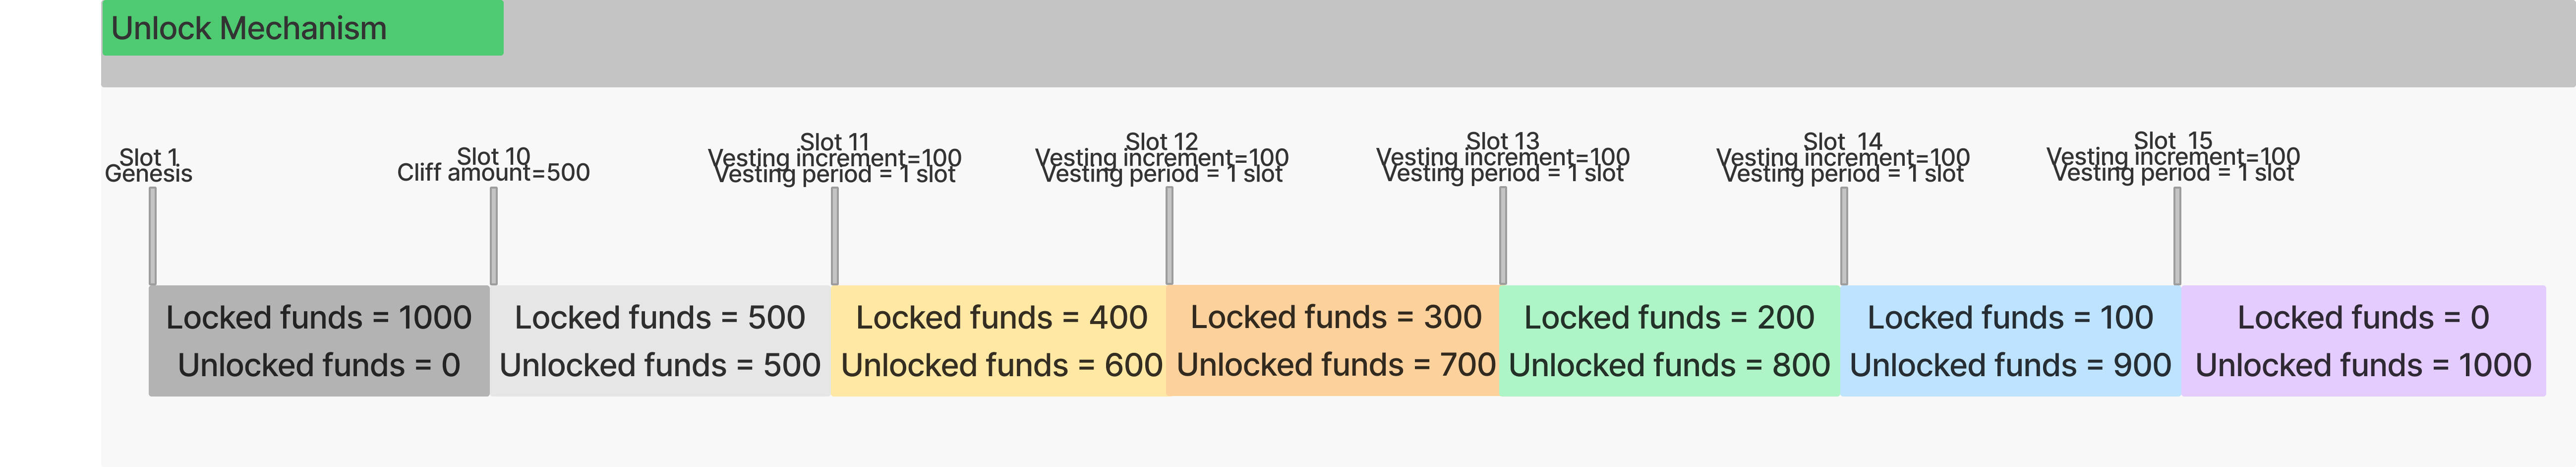 Unlock Mechanism
Slot 1
Genesis
Slot 10
Cliff amount=500
Slot 11
Vesting increment=100
Vesting period = 1 slot
Slot 12
Vesting increment=100
Vesting period = 1 slot
Slot 13
Vesting increment=100
Vesting period = 1 slot
Slot 14
Vesting increment=100
Vesting period = 1 slot
Slot 15
Vesting increment=100
Vesting period = 1 slot
Locked funds = 1000
Unlocked funds = 0
Locked funds = 500
Unlocked funds = 500
Locked funds = 400
Unlocked funds = 600
Locked funds = 300
Unlocked funds = 700
Locked funds = 200
Unlocked funds = 800
Locked funds = 100
Unlocked funds = 900
Locked funds = 0
Unlocked funds = 1000